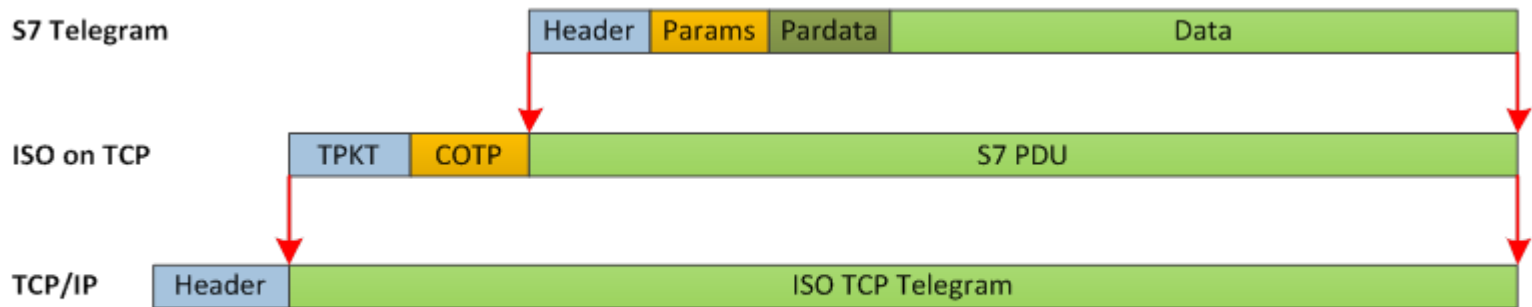 S7 Telegram Header Params Pardata Data
ISO on TCP TPKT COTP S7 PDU
TCP/IP Header ISO TCP Telegram